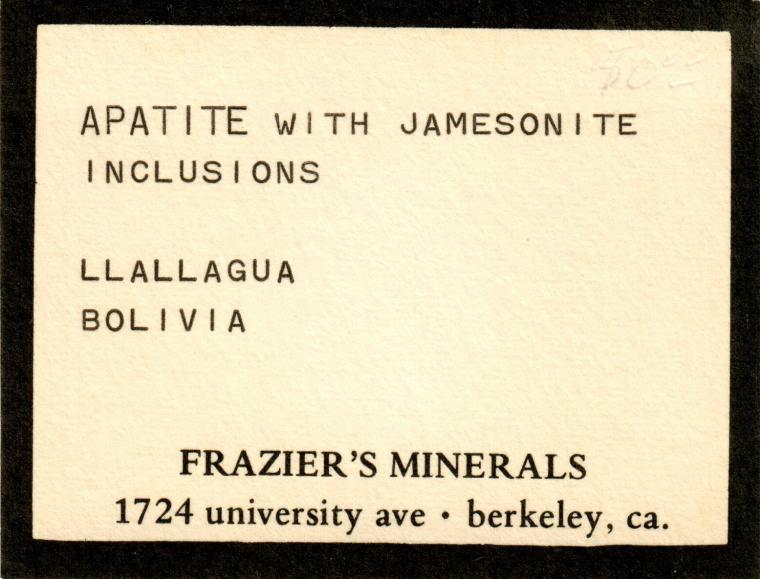 APATITE WITH JAMESONITE
INCLUSIONS
LLALLAGUA
BOLIVIA
FRAZIER'S MINERALS
1724 university ave • berkeley, ca.